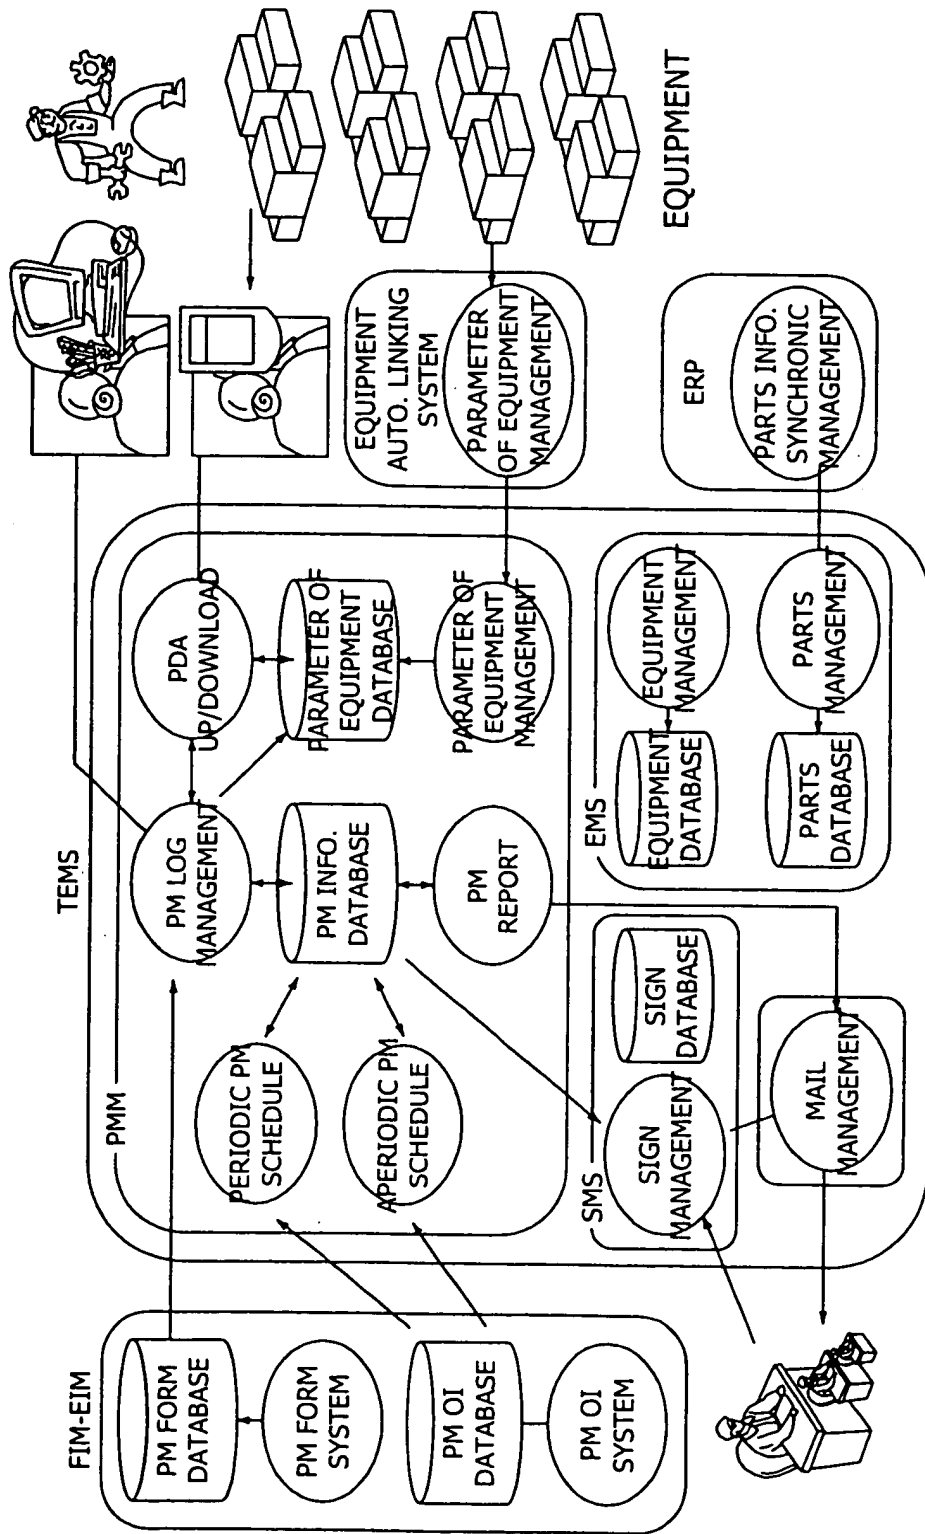 FIM-EIM
PM FORM
DATABASE
PM FORM
SYSTEM
PM OI
DATABASE
PM OI
SYSTEM
TEMS
PMM
PERIODIC PM
SCHEDULE
APERIODIC PM
SCHEDULE
PM LOG
MANAGEMENT
PM INFO.
DATABASE
PM
REPORT
PDA
UP/DOWNLOAD
PARAMETER OF
EQUIPMENT
DATABASE
PARAMETER OF
EQUIPMENT
MANAGEMENT
SMS
SIGN
MANAGEMENT
SIGN
DATABASE
MAIL
MANAGEMENT
EMS
EQUIPMENT
DATABASE
EQUIPMENT
MANAGEMENT
PARTS
DATABASE
PARTS
MANAGEMENT
EQUIPMENT
AUTO. LINKING
SYSTEM
PARAMETER
OF EQUIPMENT
MANAGEMENT
ERP
PARTS INFO.
SYNCHRONIC
MANAGEMENT
EQUIPMENT